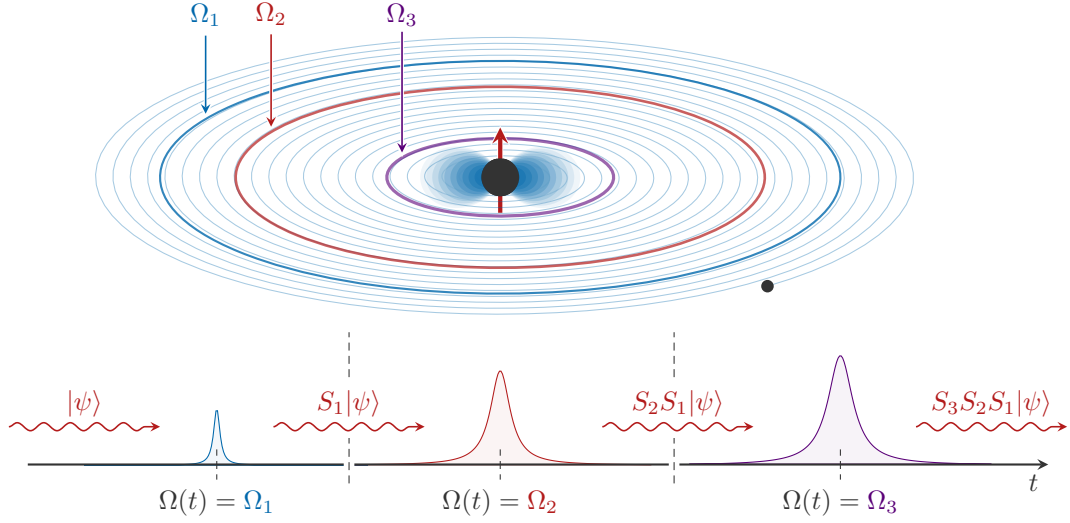 Ω₁ Ω₂ Ω₃
|ψ⟩ S₁|ψ⟩ S₂S₁|ψ⟩ S₃S₂S₁|ψ⟩
t
Ω(t) = Ω₁ Ω(t) = Ω₂ Ω(t) = Ω₃